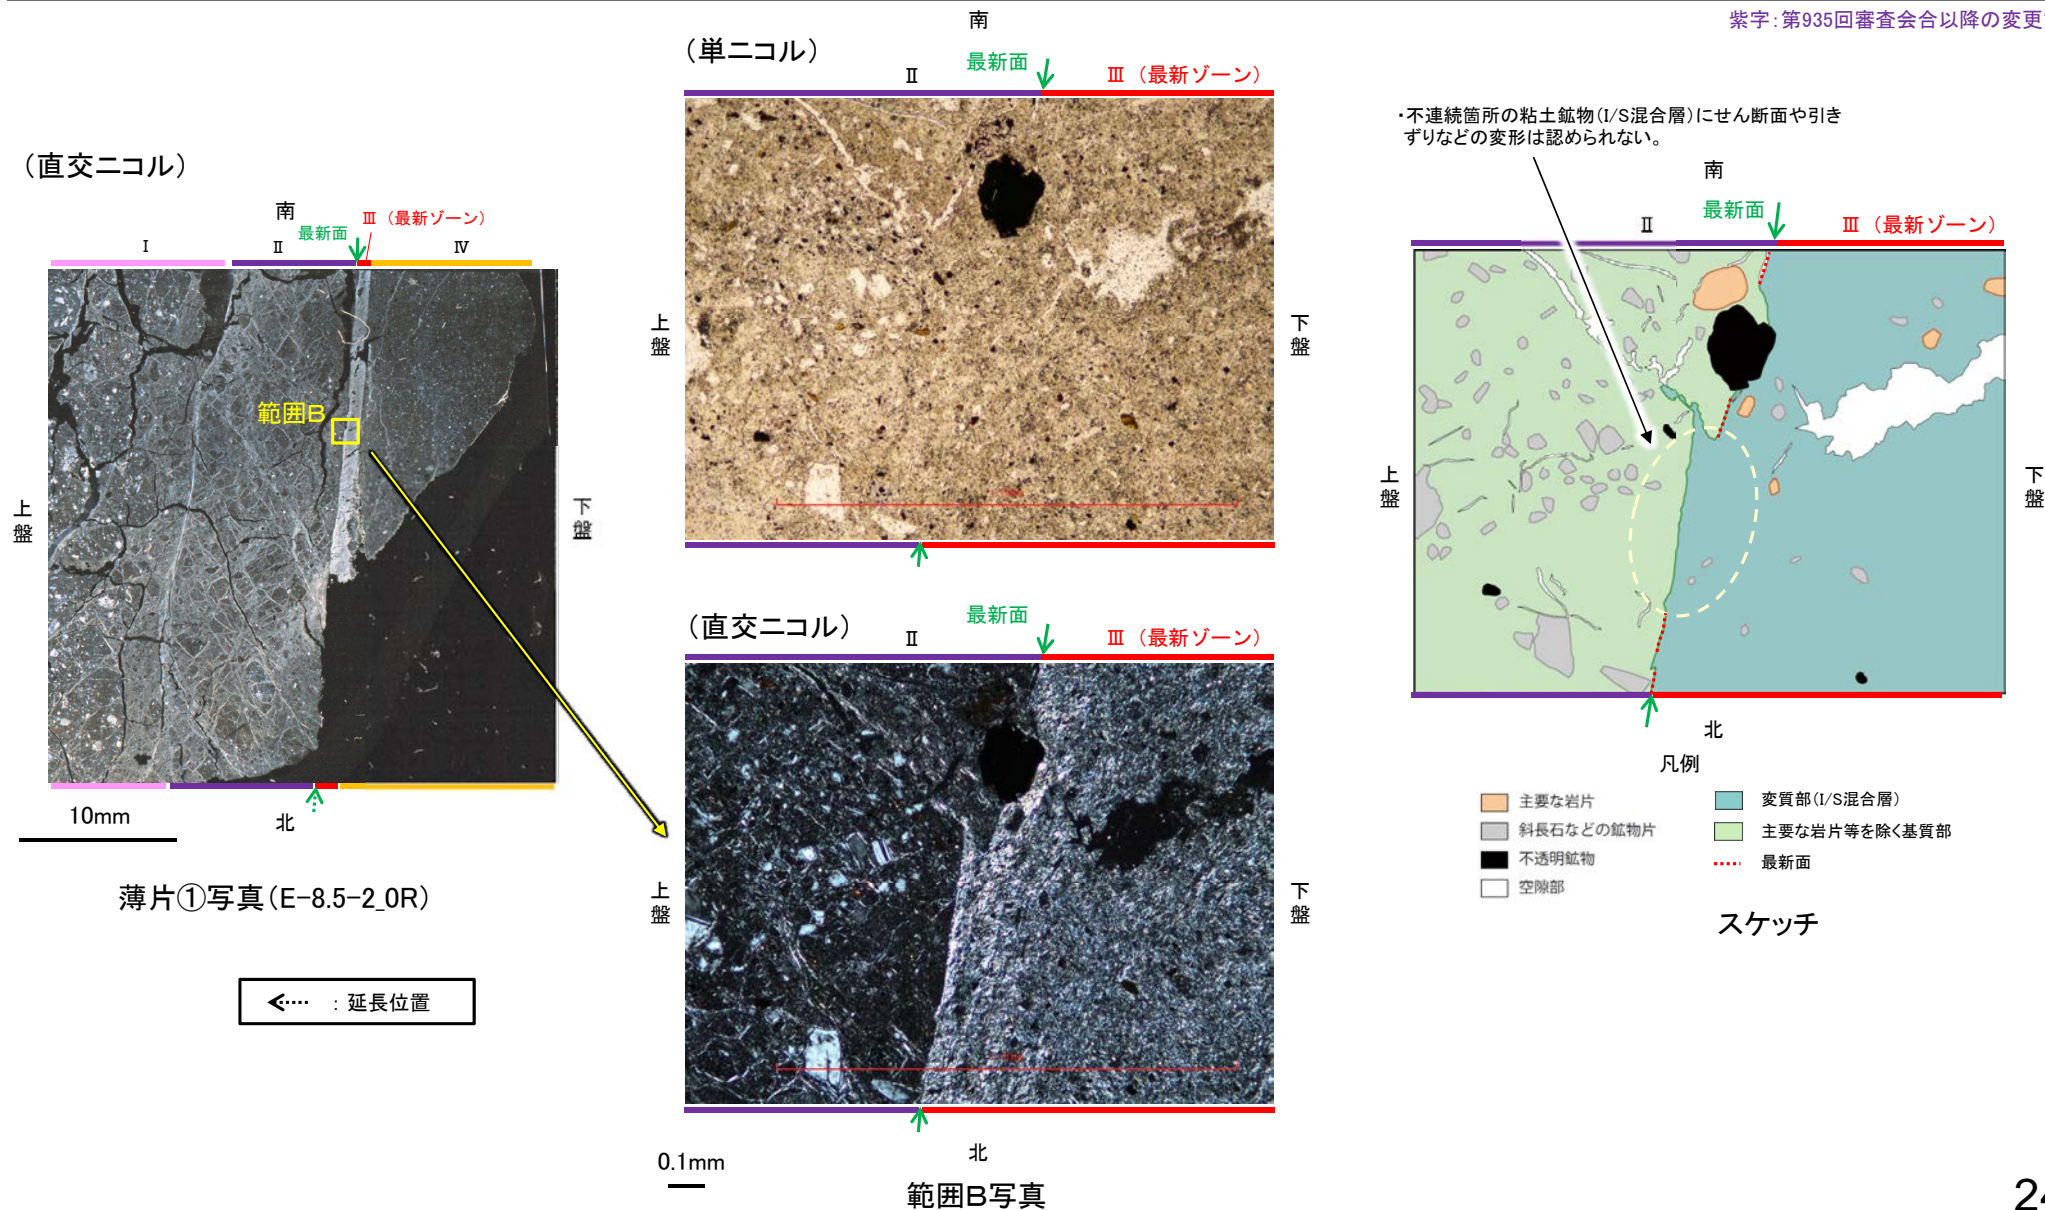 紫字：第935回審査会合以降の変更
（直交ニコル）
南
最新面
Ⅲ（最新ゾーン）
Ⅰ
Ⅱ
Ⅳ
範囲B
上盤
下盤
10mm
北
薄片①写真（E-8.5-2_0R）
：延長位置
南
（単ニコル）
最新面
Ⅱ
Ⅲ（最新ゾーン）
上盤
下盤
（直交ニコル）
最新面
Ⅱ
Ⅲ（最新ゾーン）
上盤
下盤
北
0.1mm
範囲B写真
・不連続箇所の粘土鉱物（I/S混合層）にせん断面や引き
ずりなどの変形は認められない。
南
最新面
Ⅱ
Ⅲ（最新ゾーン）
上盤
下盤
北
凡例
主要な岩片
斜長石などの鉱物片
不透明鉱物
空隙部
変質部（I/S混合層）
主要な岩片等を除く基質部
最新面
スケッチ